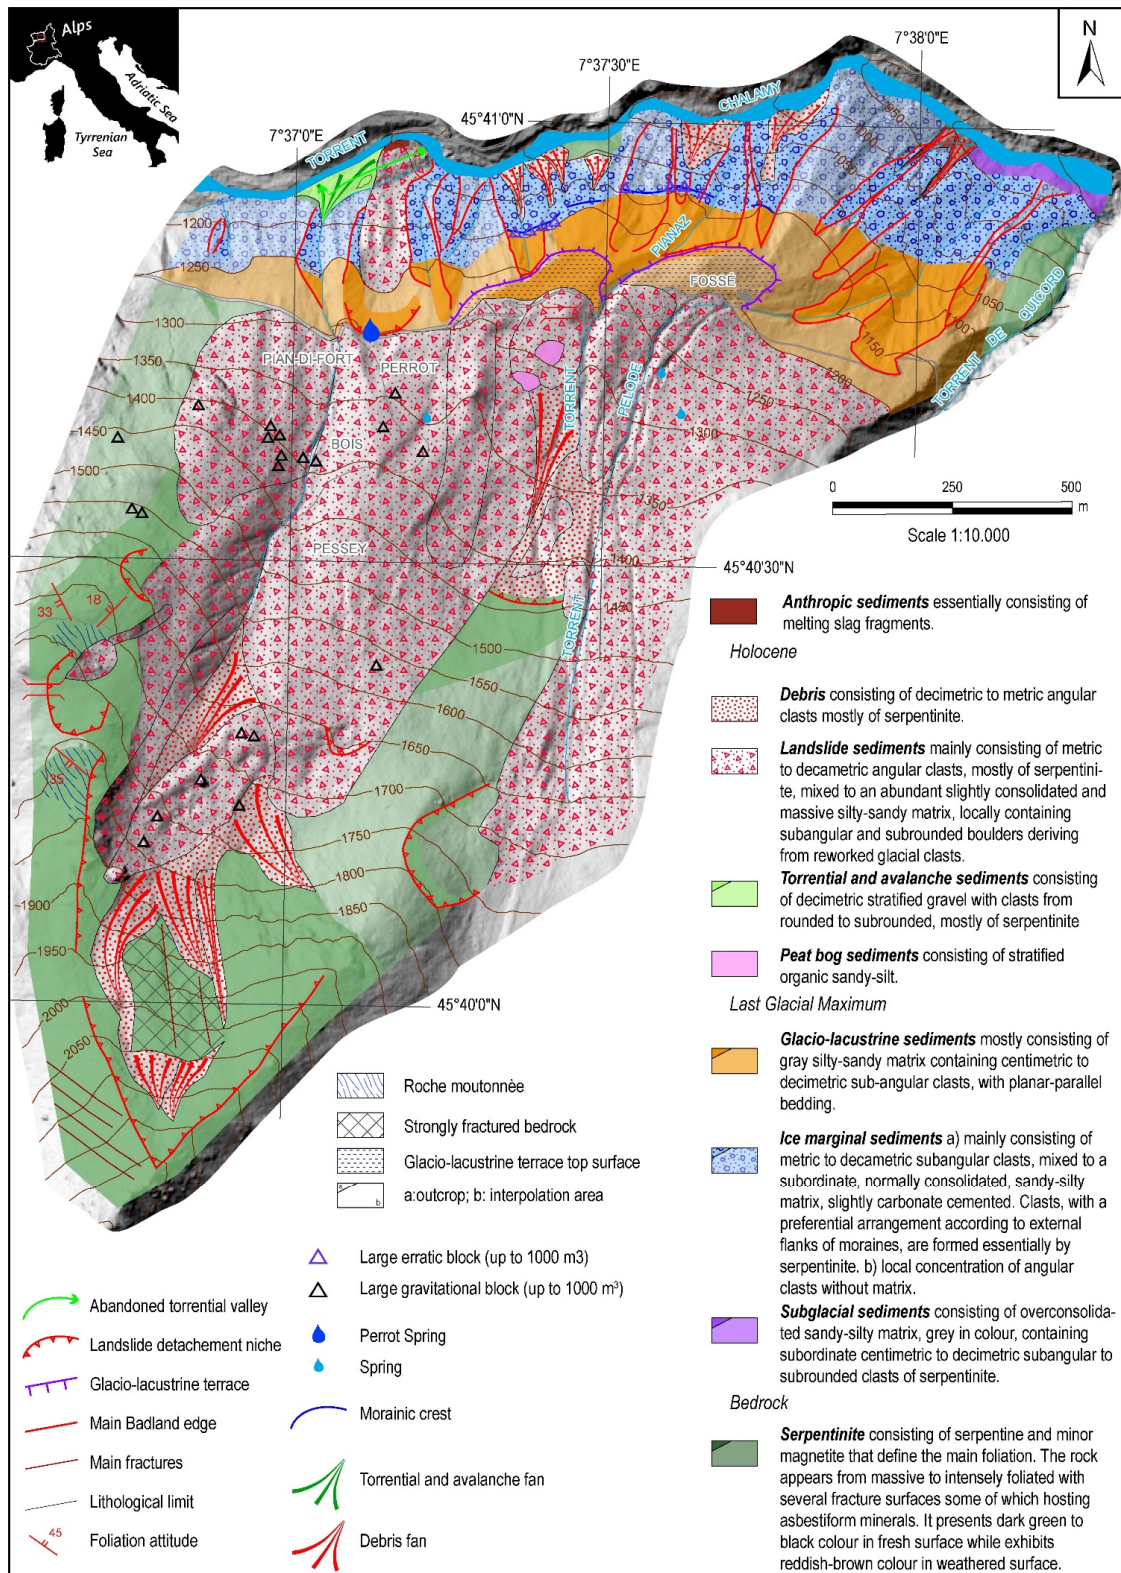 Alps
Adriatic Sea
Tyrrenian
Sea
N
7°38'0"E
7°37'30"E
45°41'0"N
7°37'0"E
TORRENT
CHALAMY
950
1000
1050
1200
1250
PIANAZ
FOSSÉ
1050
1000
1150
1200
TORRENT DE QUICORD
1300
1350
1400
1450
1500
PIAN-DI-FORT
PERROT
BOIS
PESSEY
TORRENT
PELODE
TORRENT
1250
1300
1350
1400
1450
1500
1550
1600
1650
1700
1750
1800
1850
1900
1950
2000
2050
33
18
35
0
250
500
m
Scale 1:10.000
45°40'30"N
45°40'0"N
Anthropic sediments essentially consisting of
melting slag fragments.
Holocene
Debris consisting of decimetric to metric angular
clasts mostly of serpentinite.
Landslide sediments mainly consisting of metric
to decametric angular clasts, mostly of serpentini-
te, mixed to an abundant slightly consolidated and
massive silty-sandy matrix, locally containing
subangular and subrounded boulders deriving
from reworked glacial clasts.
Torrential and avalanche sediments consisting
of decimetric stratified gravel with clasts from
rounded to subrounded, mostly of serpentinite
Peat bog sediments consisting of stratified
organic sandy-silt.
Last Glacial Maximum
Glacio-lacustrine sediments mostly consisting of
gray silty-sandy matrix containing centimetric to
decimetric sub-angular clasts, with planar-parallel
bedding.
Ice marginal sediments a) mainly consisting of
metric to decametric subangular clasts, mixed to a
subordinate, normally consolidated, sandy-silty
matrix, slightly carbonate cemented. Clasts, with a
preferential arrangement according to external
flanks of moraines, are formed essentially by
serpentinite. b) local concentration of angular
clasts without matrix.
Subglacial sediments consisting of overconsolida-
ted sandy-silty matrix, grey in colour, containing
subordinate centimetric to decimetric subangular to
subrounded clasts of serpentinite.
Bedrock
Serpentinite consisting of serpentine and minor
magnetite that define the main foliation. The rock
appears from massive to intensely foliated with
several fracture surfaces some of which hosting
asbestiform minerals. It presents dark green to
black colour in fresh surface while exhibits
reddish-brown colour in weathered surface.
Roche moutonnèe
Strongly fractured bedrock
Glacio-lacustrine terrace top surface
a
b
a:outcrop; b: interpolation area
Large erratic block (up to 1000 m3)
Large gravitational block (up to 1000 m³)
Perrot Spring
Spring
Morainic crest
Torrential and avalanche fan
Debris fan
Abandoned torrential valley
Landslide detachement niche
Glacio-lacustrine terrace
Main Badland edge
Main fractures
Lithological limit
45
Foliation attitude